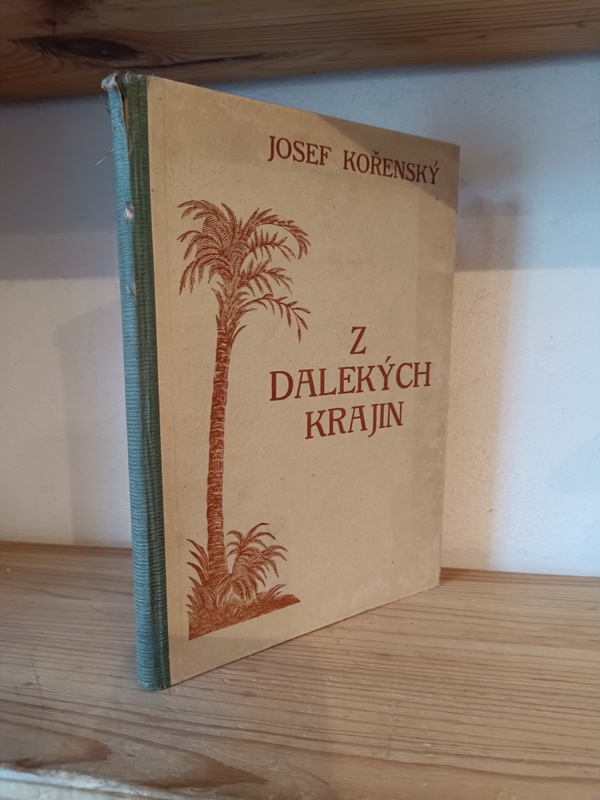 JOSEF KOŘENSKÝ
Z
DALEKÝCH
KRAJIN